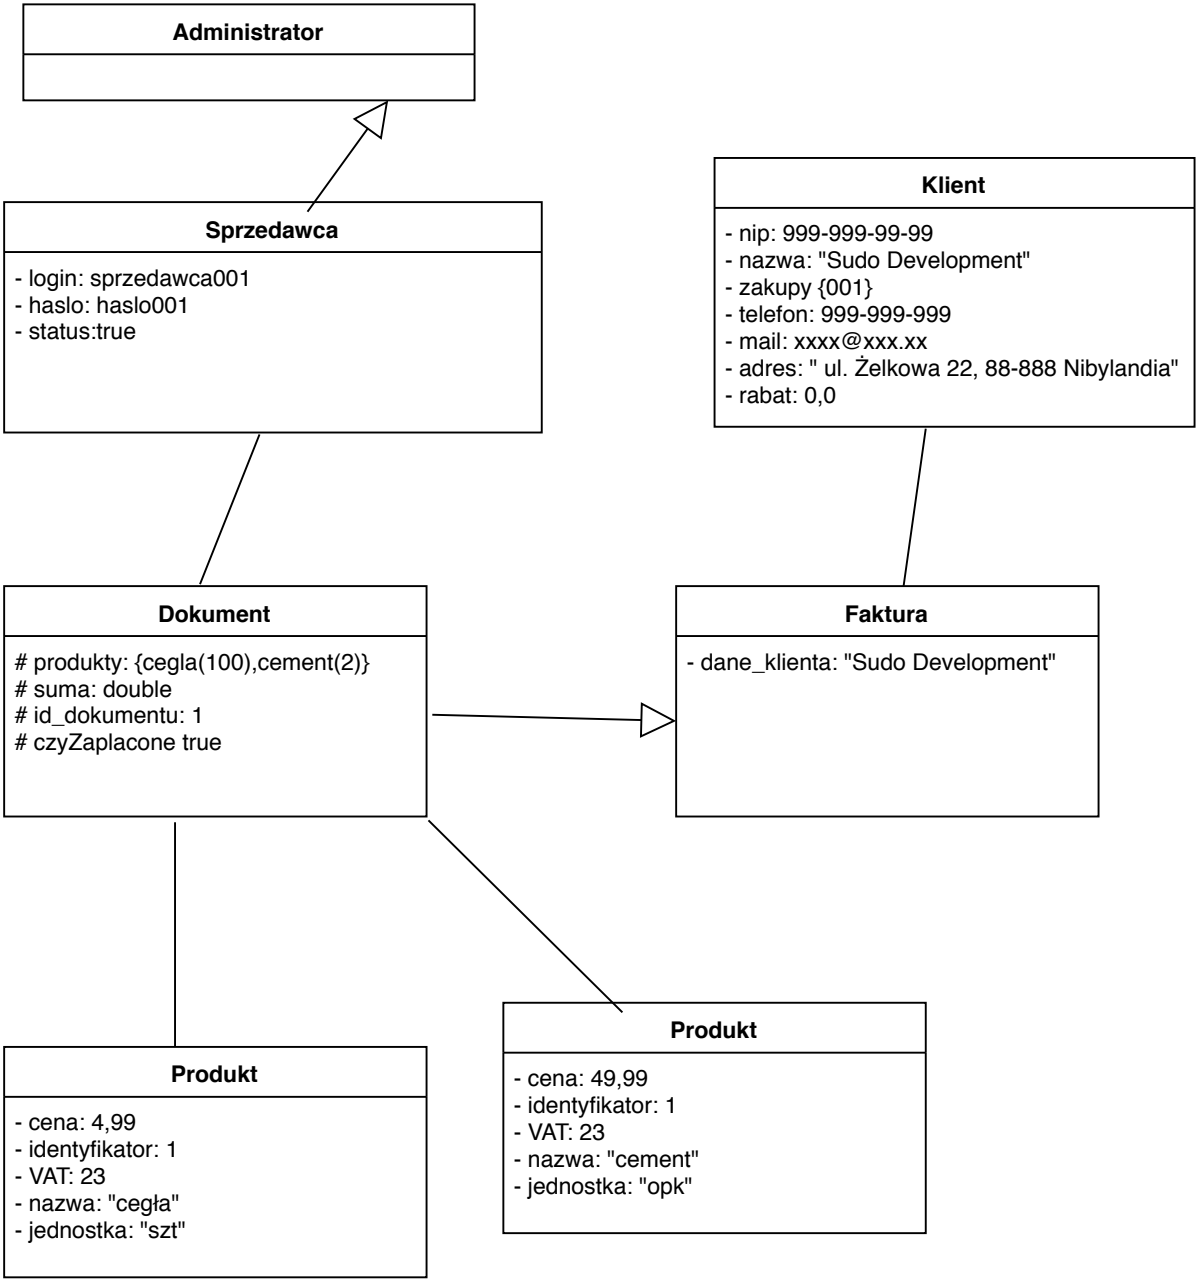 Administrator
Sprzedawca
- login: sprzedawca001
- haslo: haslo001
- status:true
Klient
- nip: 999-999-99-99
- nazwa: "Sudo Development"
- zakupy {001}
- telefon: 999-999-999
- mail: xxxx@xxx.xx
- adres: " ul. Żelkowa 22, 88-888 Nibylandia"
- rabat: 0,0
Dokument
# produkty: {cegla(100),cement(2)}
# suma: double
# id_dokumentu: 1
# czyZaplacone true
Faktura
- dane_klienta: "Sudo Development"
Produkt
- cena: 4,99
- identyfikator: 1
- VAT: 23
- nazwa: "cegła"
- jednostka: "szt"
Produkt
- cena: 49,99
- identyfikator: 1
- VAT: 23
- nazwa: "cement"
- jednostka: "opk"